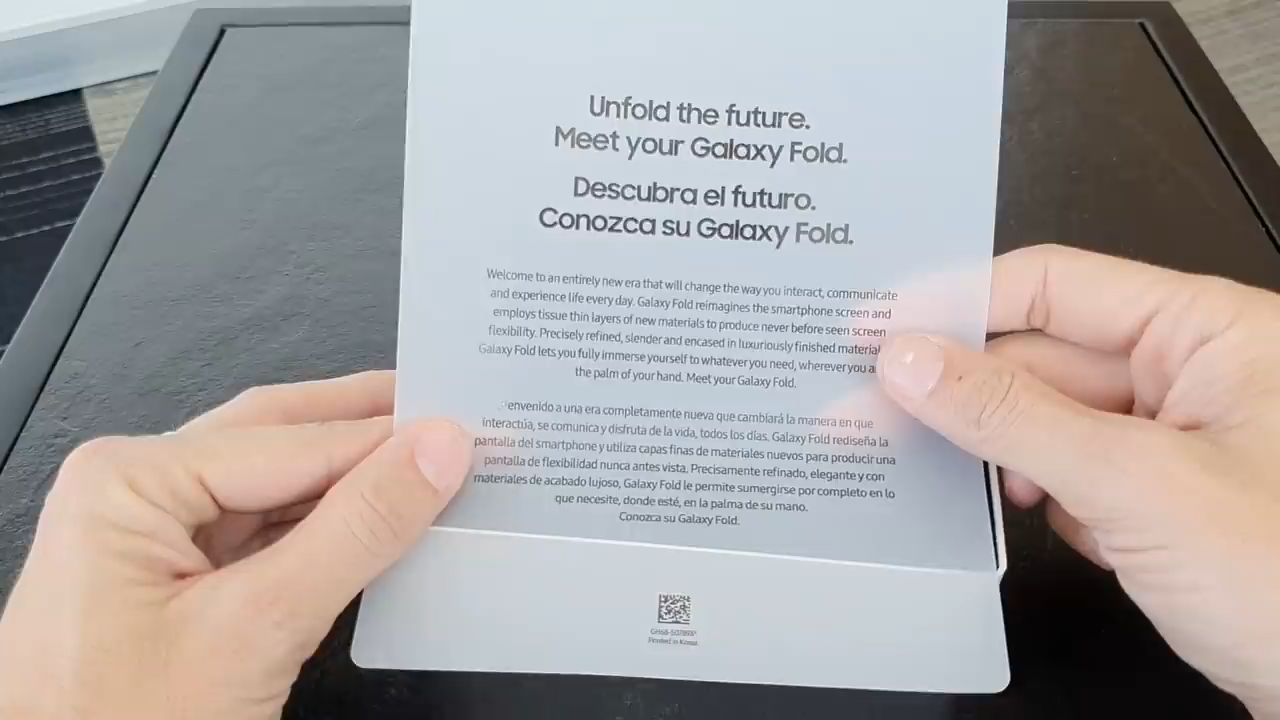 Unfold the future.
Meet your Galaxy Fold.
Descubra el futuro.
Conozca su Galaxy Fold.
Welcome to an entirely new era that will change the way you interact, communicate
and experience life every day. Galaxy Fold reimagines the smartphone screen and
employs tissue thin layers of new materials to produce never before seen screen
flexibility. Precisely refined, slender and encased in luxuriously finished
Galaxy Fold lets you fully immerse yourself to whatever you need, wherever you
the palm of your hand. Meet your Galaxy Fold.
a una era completamente nueva que cambiará la manera en que
interactúa, se comunica y disfruta de la vida, todos los días. Galaxy Fold rediseña la
pantalla del smartphone y utiliza capas finas de materiales nuevos para producir una
pantalla de flexibilidad nunca antes vista. Precisamente refinado, elegante y con
materiales de acabado lujoso, Galaxy Fold le permite sumergirse por completo en lo
que necesite, donde esté, en la palma de su mano.
Conozca su Galaxy Fold.
Printed in Korea